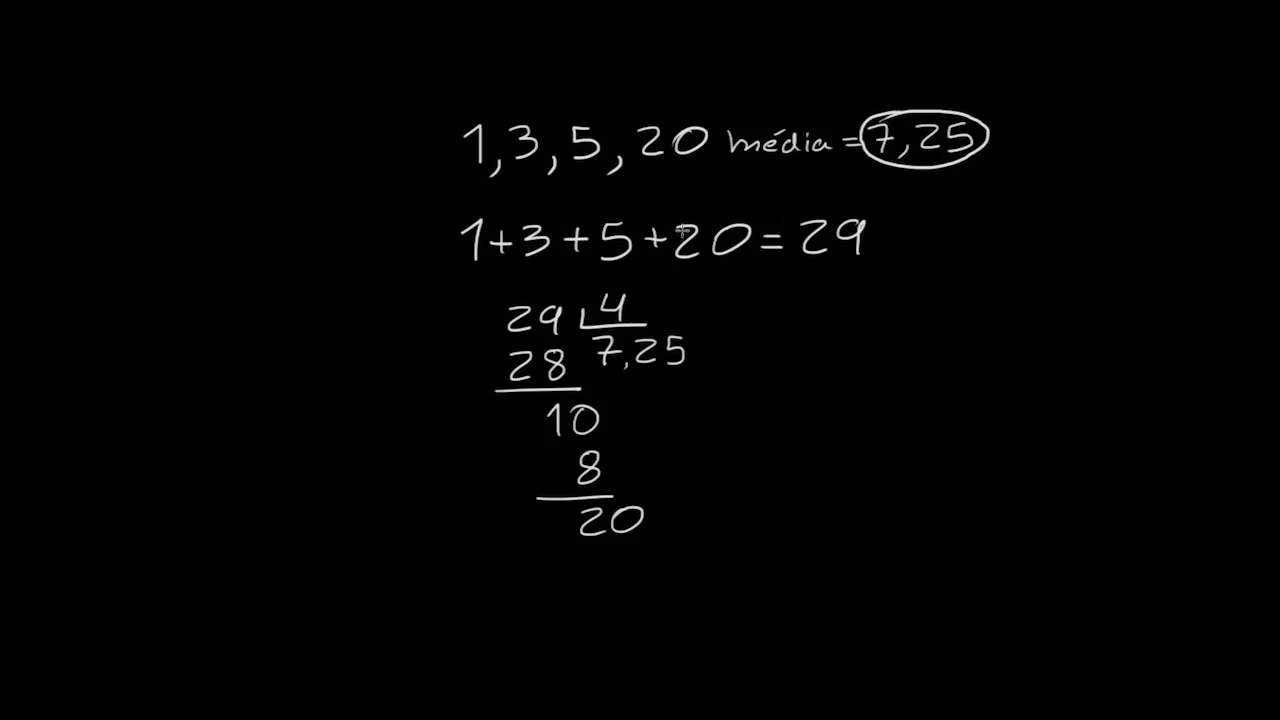 1, 3, 5, 20 média = 7,25
1 + 3 + 5 + 20 = 29
29 4
28 7,25
10
8
20